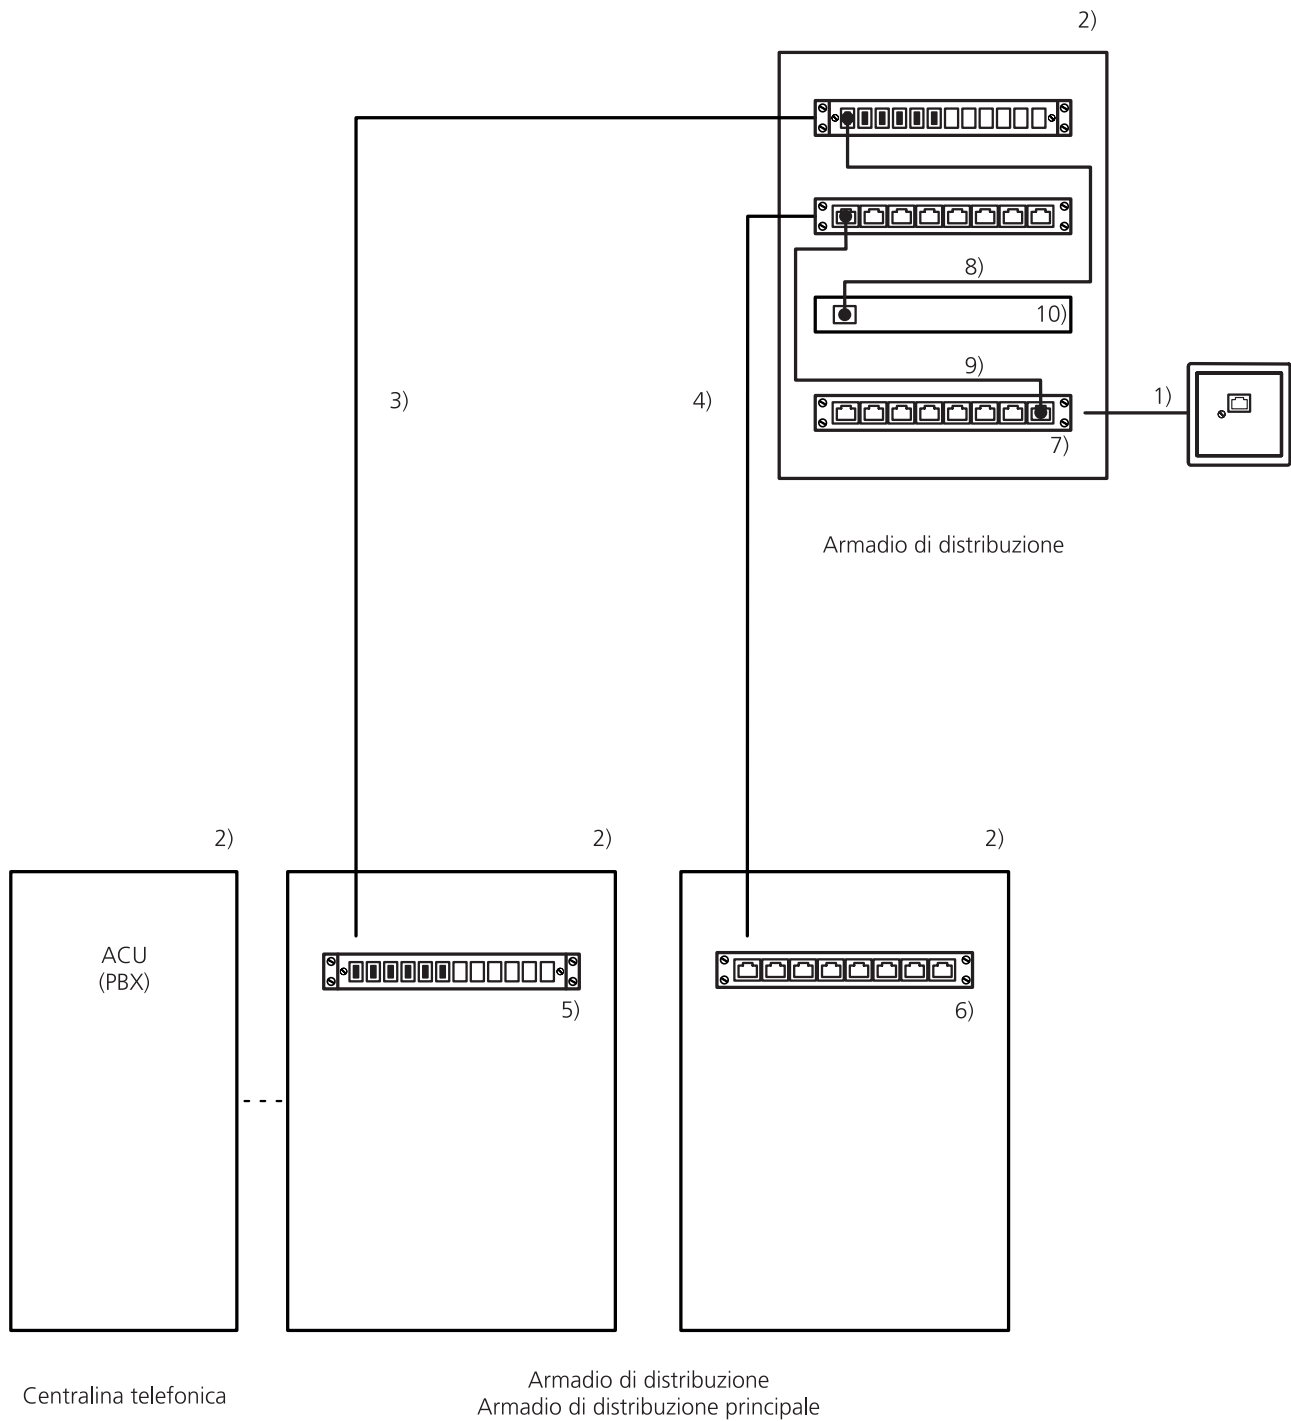 2)
8)
10)
3)
4)
9)
1)
7)
Armadio di distribuzione
2)
2)
2)
ACU
(PBX)
5)
6)
Centralina telefonica
Armadio di distribuzione
Armadio di distribuzione principale